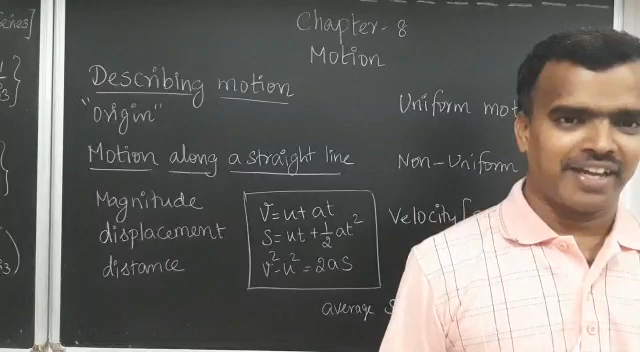 Series]
Chapter-8
Motion
Describing motion
"origin"
Motion along a straight line
Magnitude
displacement
distance
V=u+at
S=ut+1/2at²
V²-u²=2aS
average
Uniform
Non-Uniform
Velocity